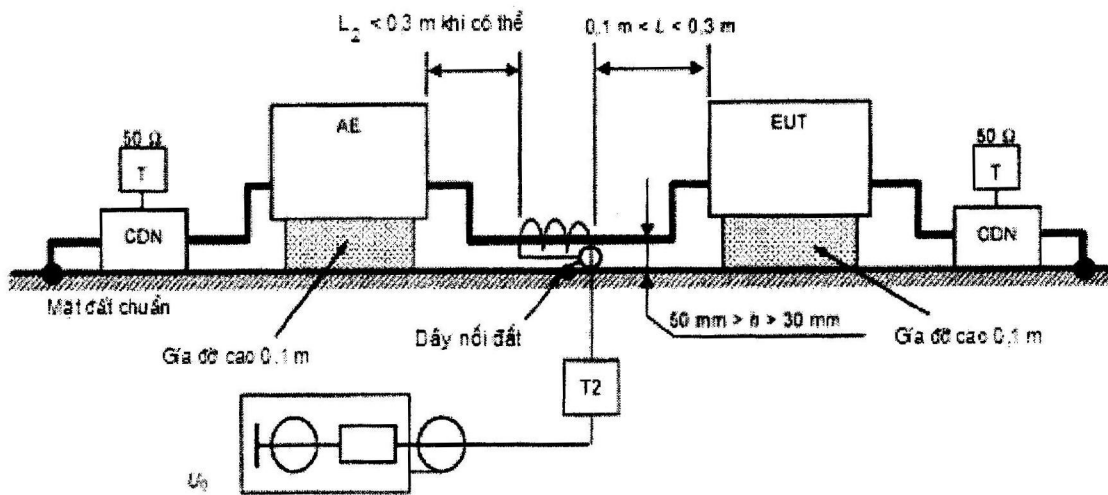 L₂ < 0,3 m khi có thể
0,1 m < L < 0,3 m
AE
EUT
50 Ω
T
50 Ω
T
CDN
CDN
Mặt đất chuẩn
Gía đỡ cao 0,1 m
Dây nối đất
50 mm > h > 30 mm
Gía đỡ cao 0,1 m
T2
U₀